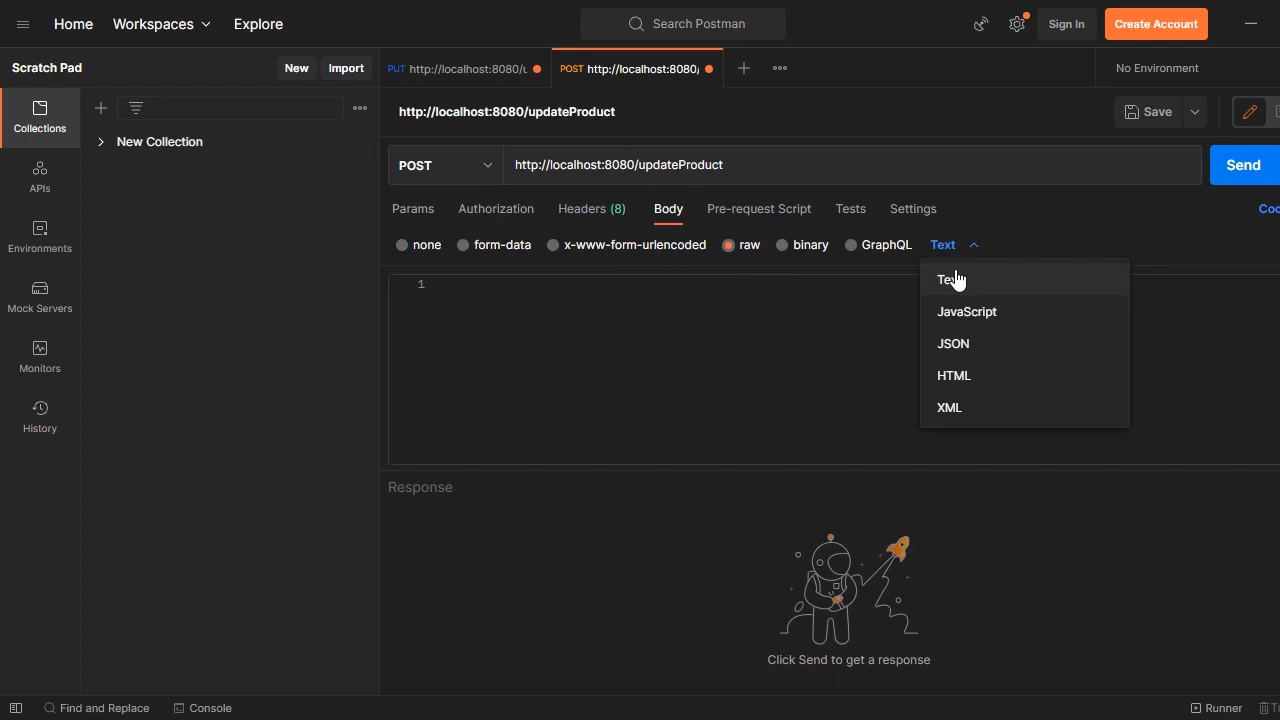 Home Workspaces Explore Search Postman Sign In Create Account
Scratch Pad New Import PUT http://localhost:8080/u POST http://localhost:8080/ No Environment
Collections
http://localhost:8080/updateProduct Save
New Collection
APIs
POST http://localhost:8080/updateProduct Send
Params Authorization Headers (8) Body Pre-request Script Tests Settings Coo
Environments
none form-data x-www-form-urlencoded raw binary GraphQL Text
1
JavaScript
Mock Servers
JSON
Monitors
HTML
XML
History
Response
Click Send to get a response
Find and Replace Console Runner